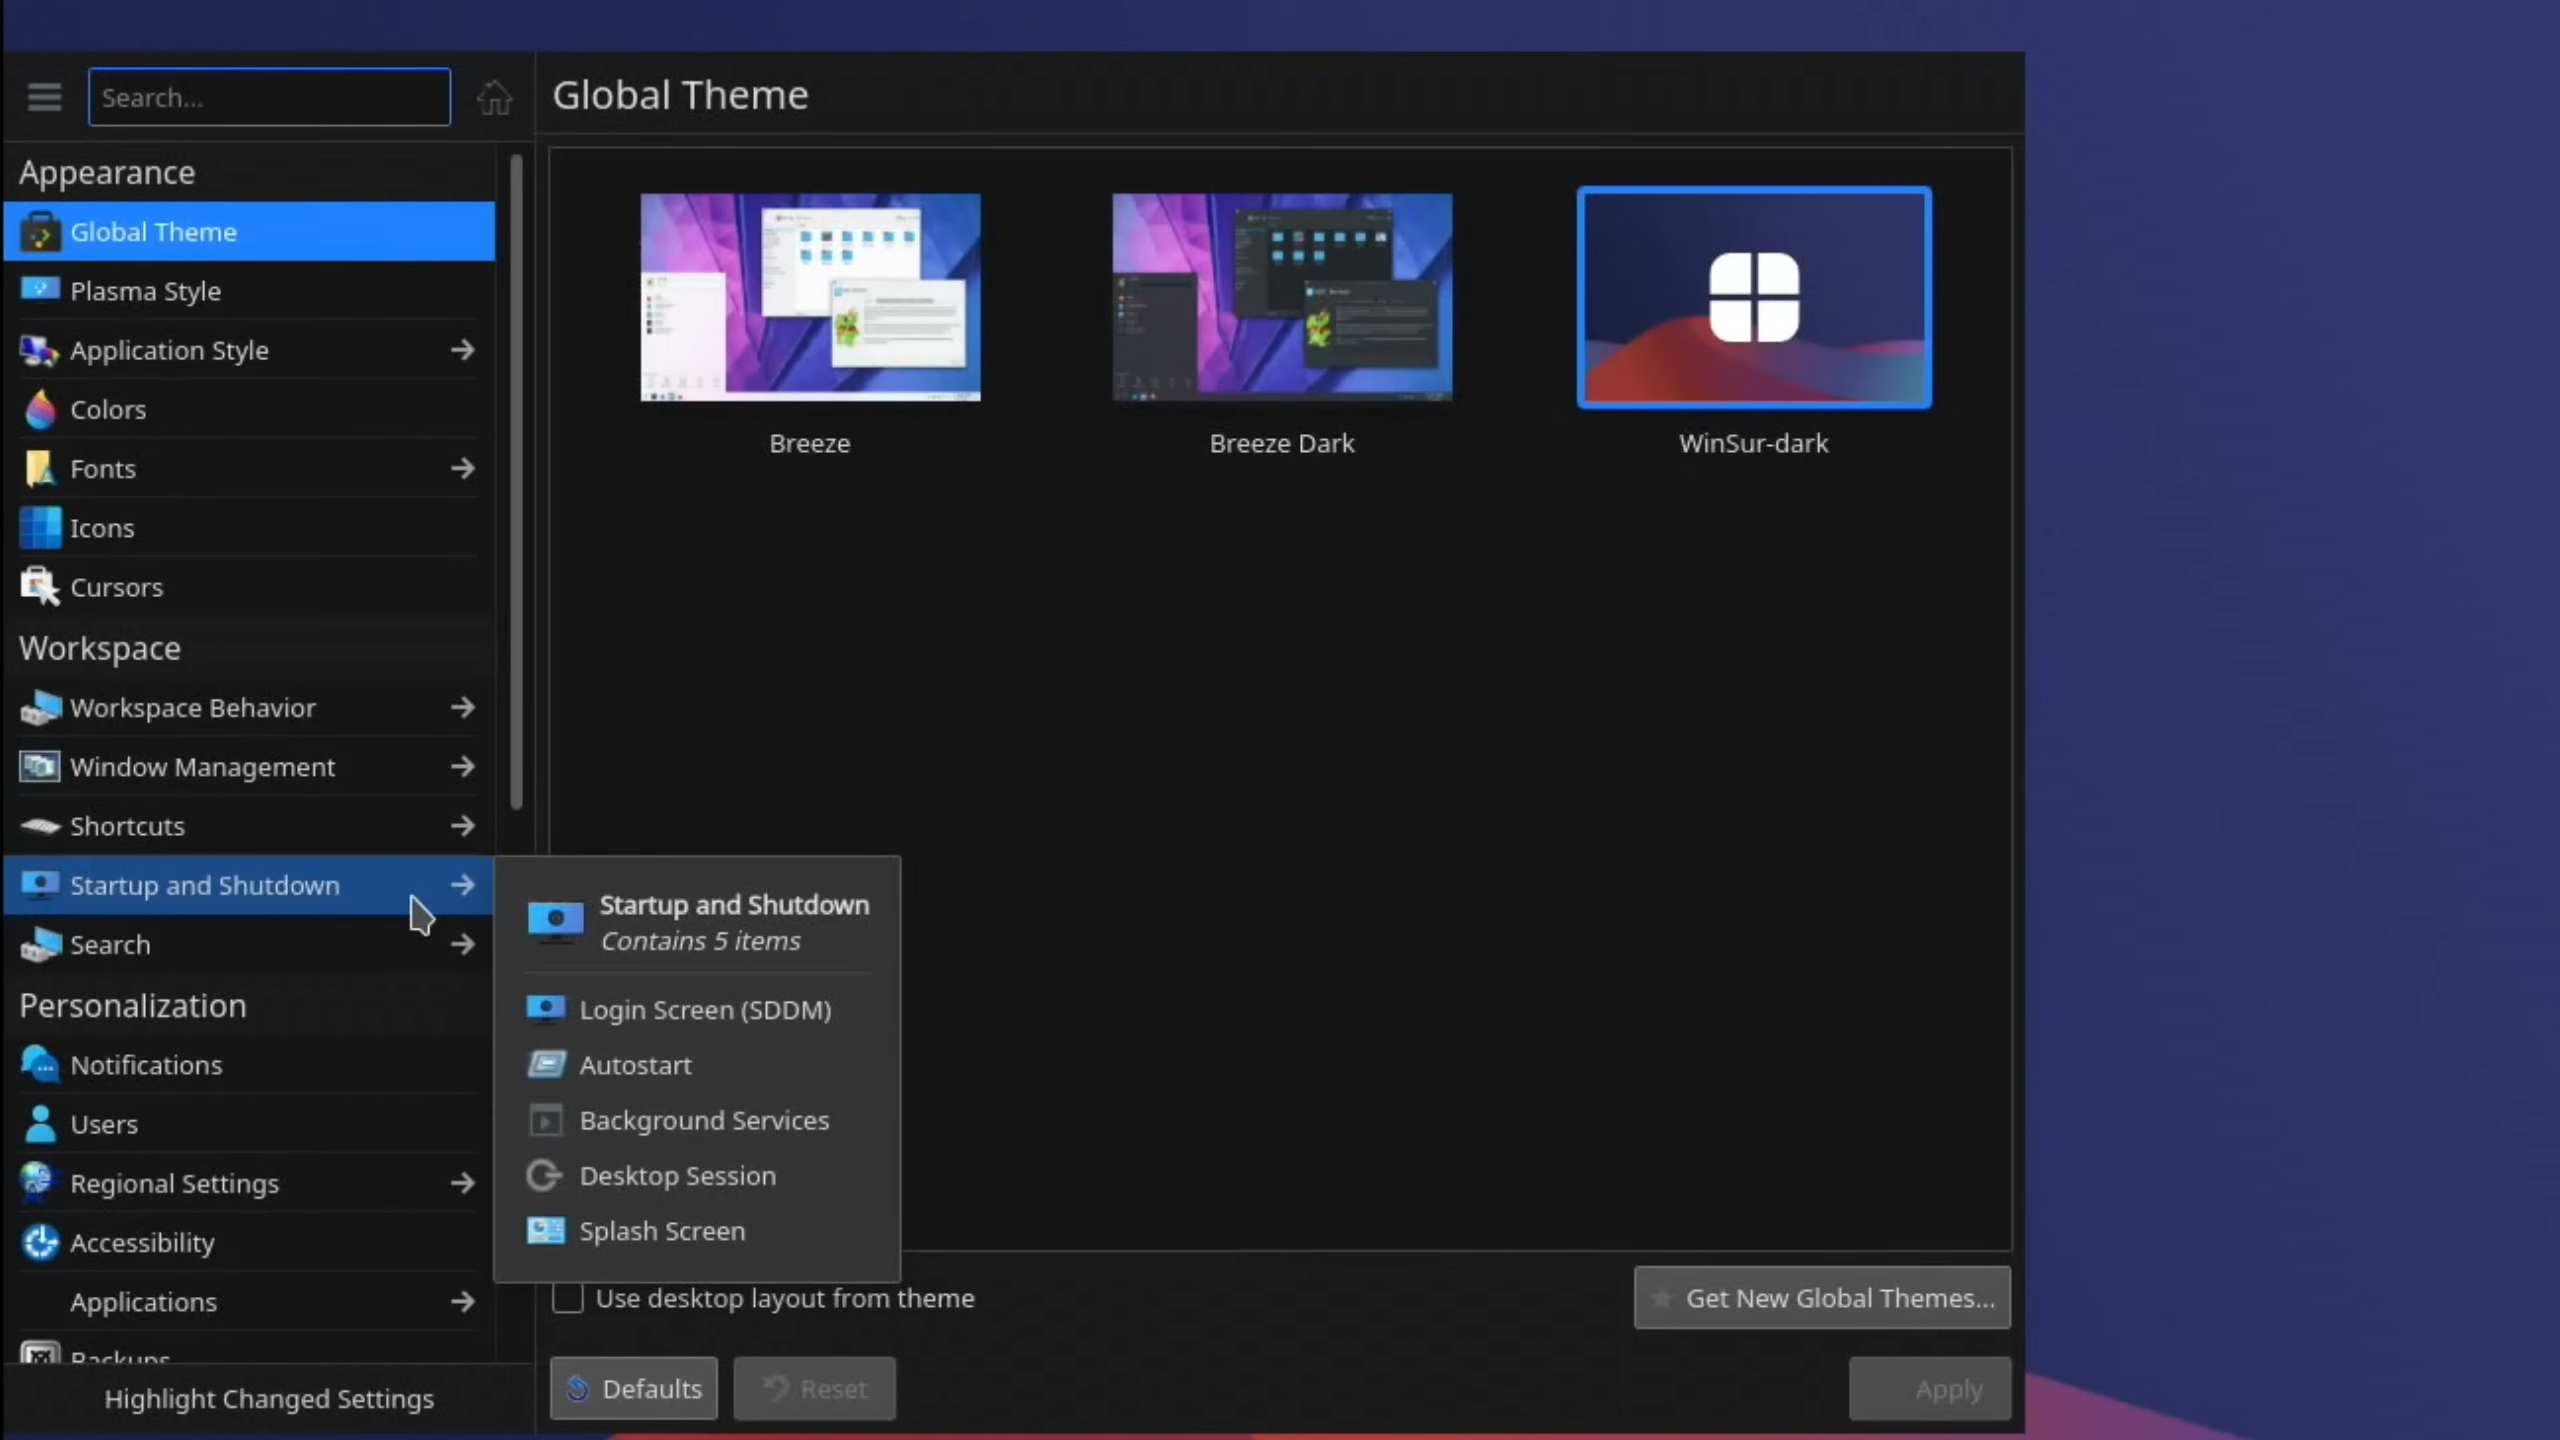 Search...
Global Theme
Appearance
Global Theme
Plasma Style
Application Style
Colors
Fonts
Icons
Cursors
Workspace
Workspace Behavior
Window Management
Shortcuts
Startup and Shutdown
Search
Personalization
Notifications
Users
Regional Settings
Accessibility
Applications
Backups
Highlight Changed Settings
Breeze
Breeze Dark
WinSur-dark
Startup and Shutdown
Contains 5 items
Login Screen (SDDM)
Autostart
Background Services
Desktop Session
Splash Screen
Use desktop layout from theme
Get New Global Themes...
Defaults
Reset
Apply